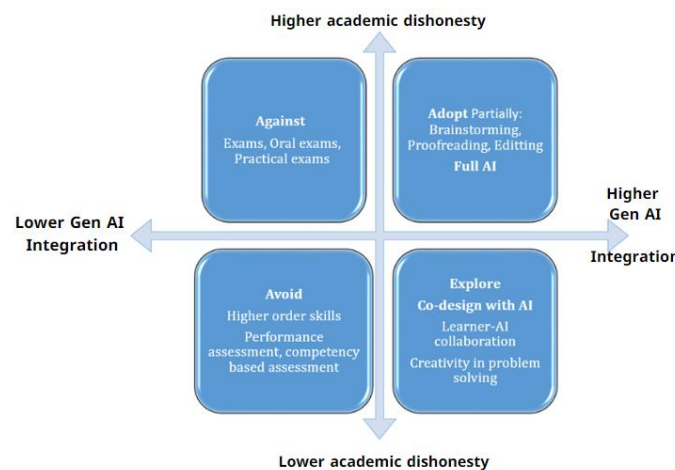 Higher academic dishonesty
Against
Exams, Oral exams,
Practical exams
Adopt Partially:
Brainstorming,
Proofreading, Editting
Full AI
Lower Gen AI
Integration
Higher
Gen AI
Integration
Avoid
Higher order skills
Performance
assessment, competency
based assessment
Explore
Co-design with AI
Learner-AI
collaboration
Creativity in problem
solving
Lower academic dishonesty